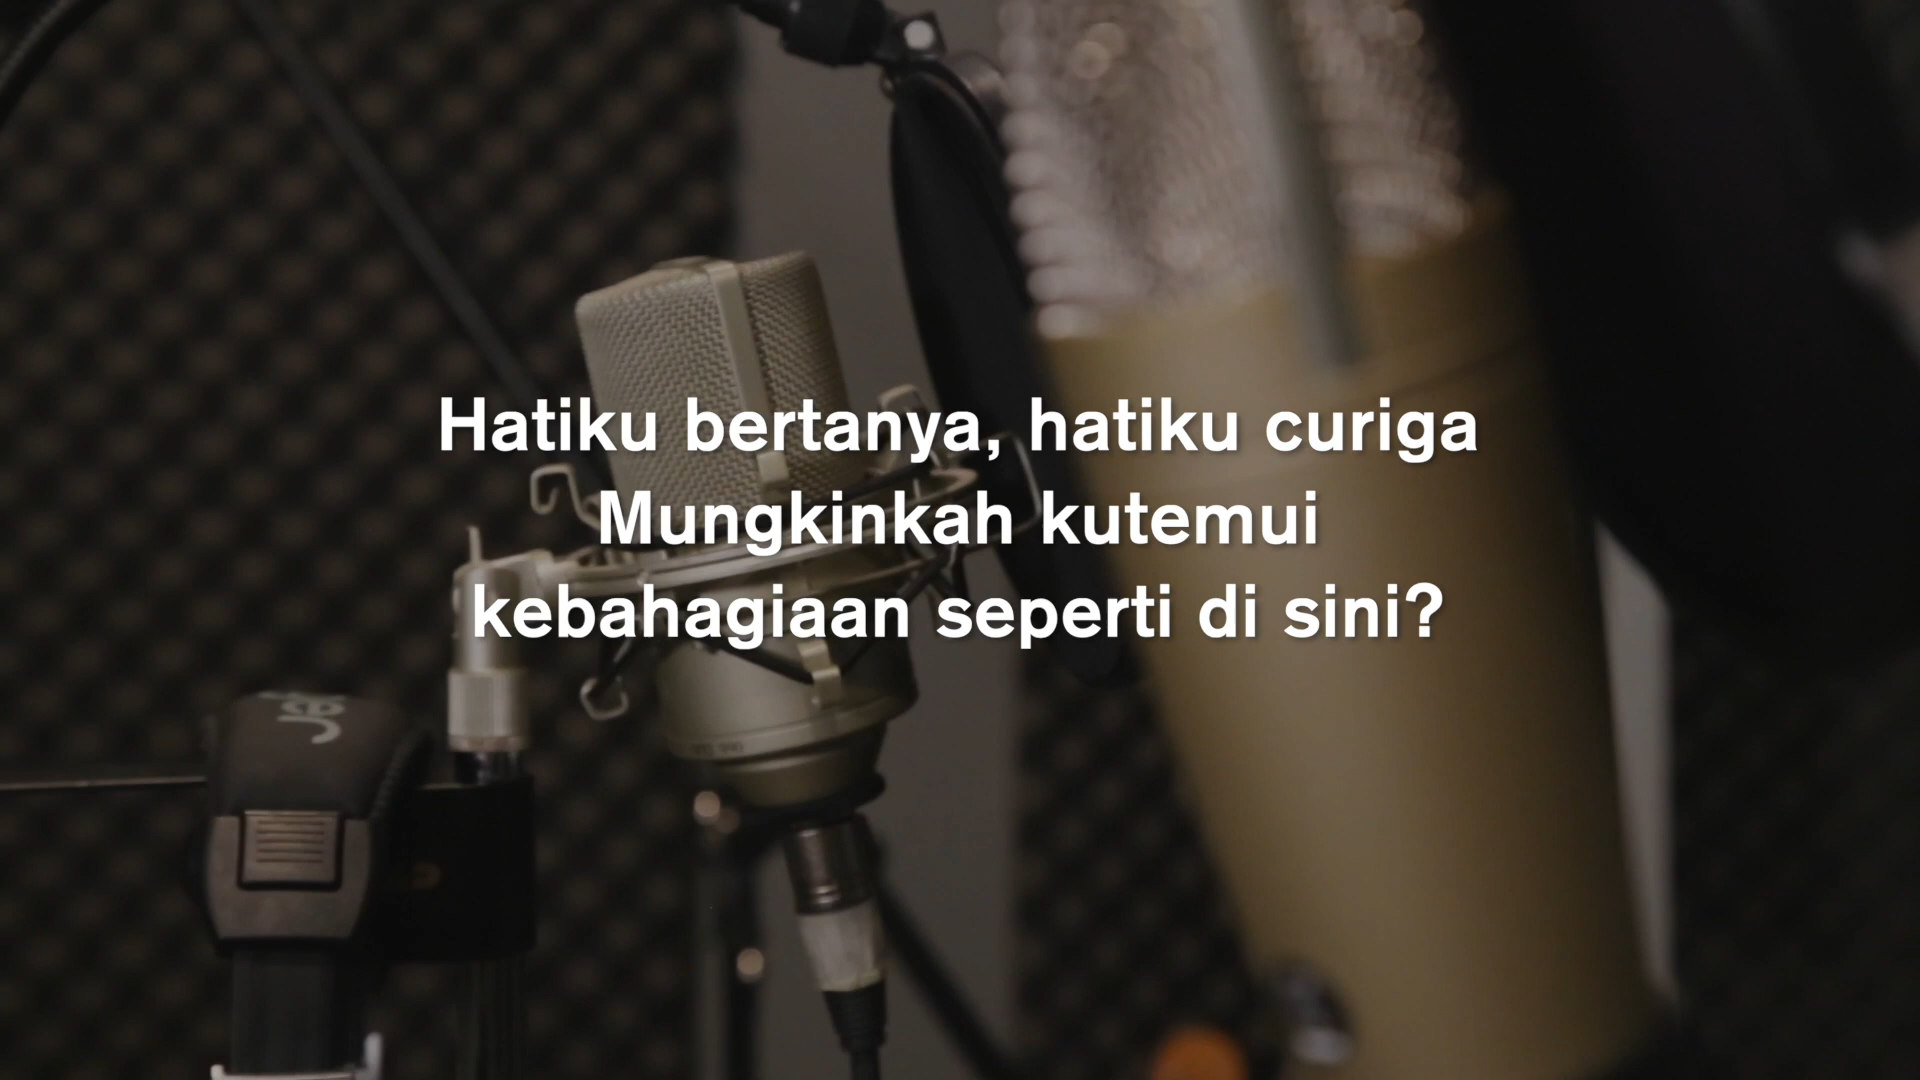 Hatiku bertanya, hatiku curiga
Mungkinkah kutemui
kebahagiaan seperti di sini?